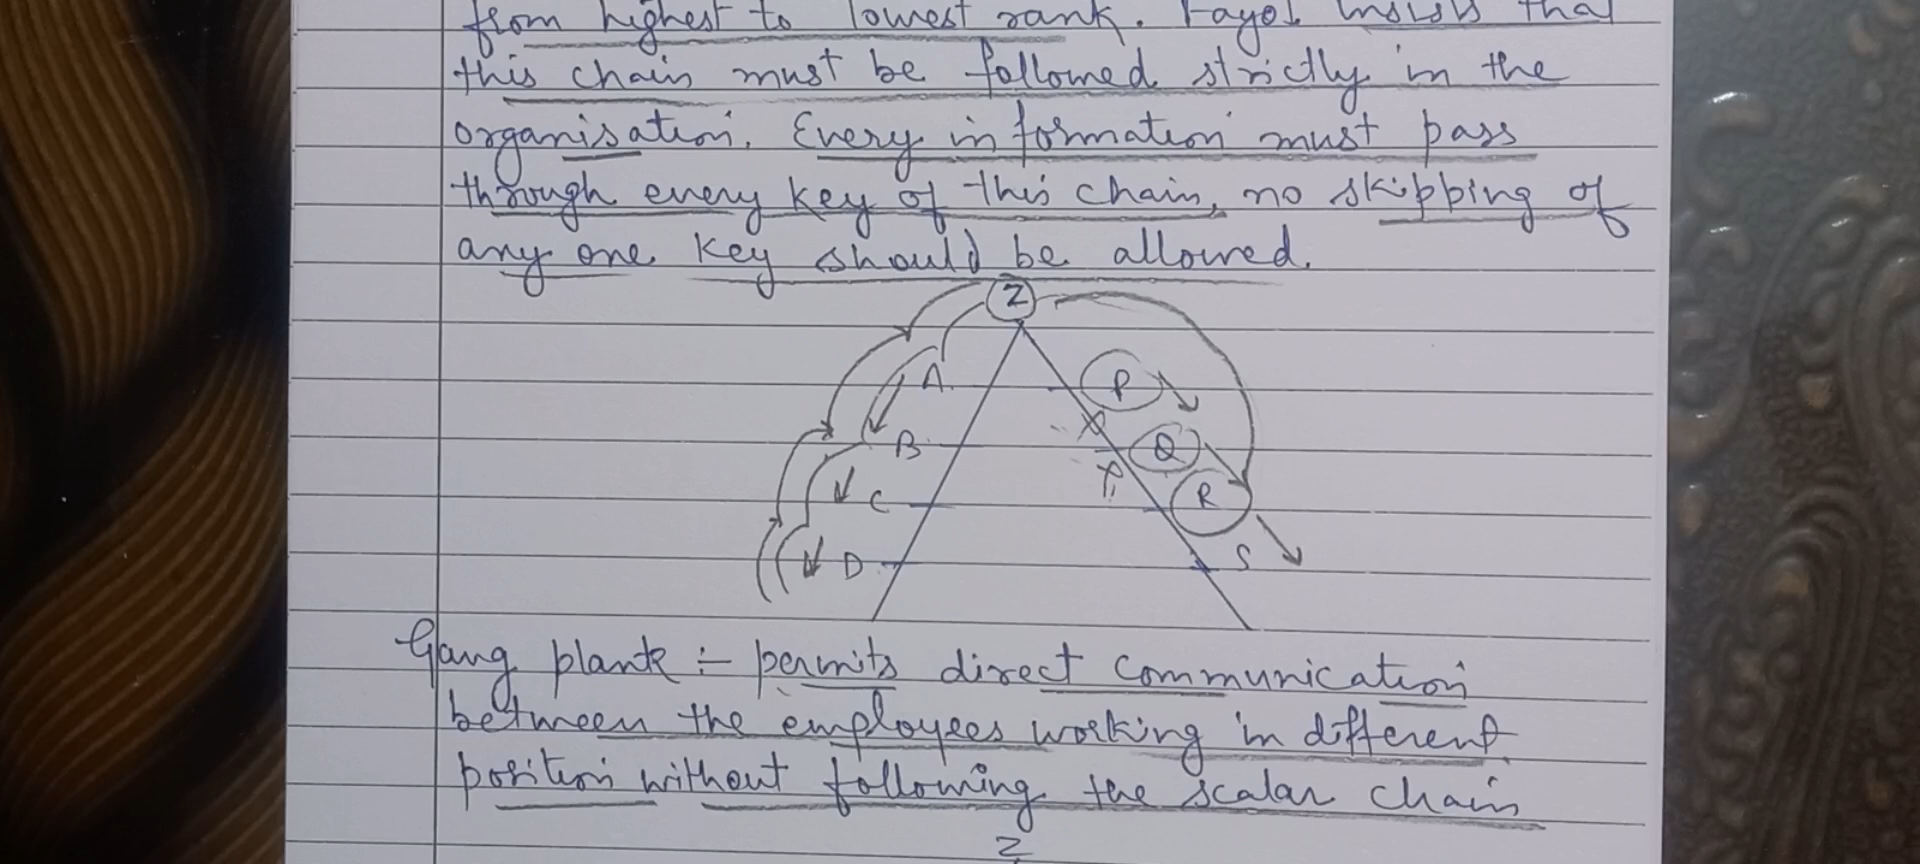 from highest to lowest rank. Fayol insists that
this chain must be followed strictly in the
organisation. Every information must pass
through every key of this chain, no skipping of
any one key should be allowed.
Z
A P
B Q
C R
D S
Gang plank :- permits direct communication
between the employees working in different
position without following the scalar chain
Z